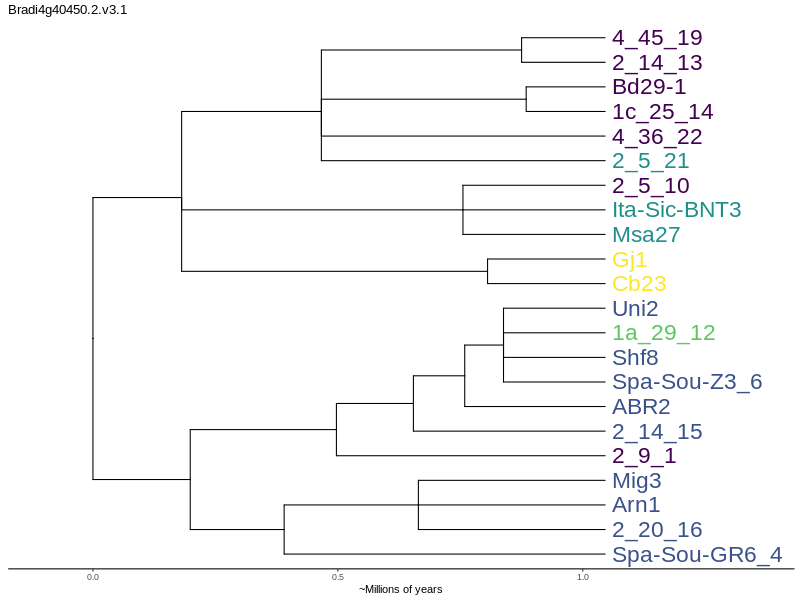 Bradi4g40450.2.v3.1
4_45_19
2_14_13
Bd29-1
1c_25_14
4_36_22
2_5_21
2_5_10
Ita-Sic-BNT3
Msa27
Gj1
Cb23
Uni2
1a_29_12
Shf8
Spa-Sou-Z3_6
ABR2
2_14_15
2_9_1
Mig3
Arn1
2_20_16
Spa-Sou-GR6_4
0.0 0.5 1.0
~Millions of years